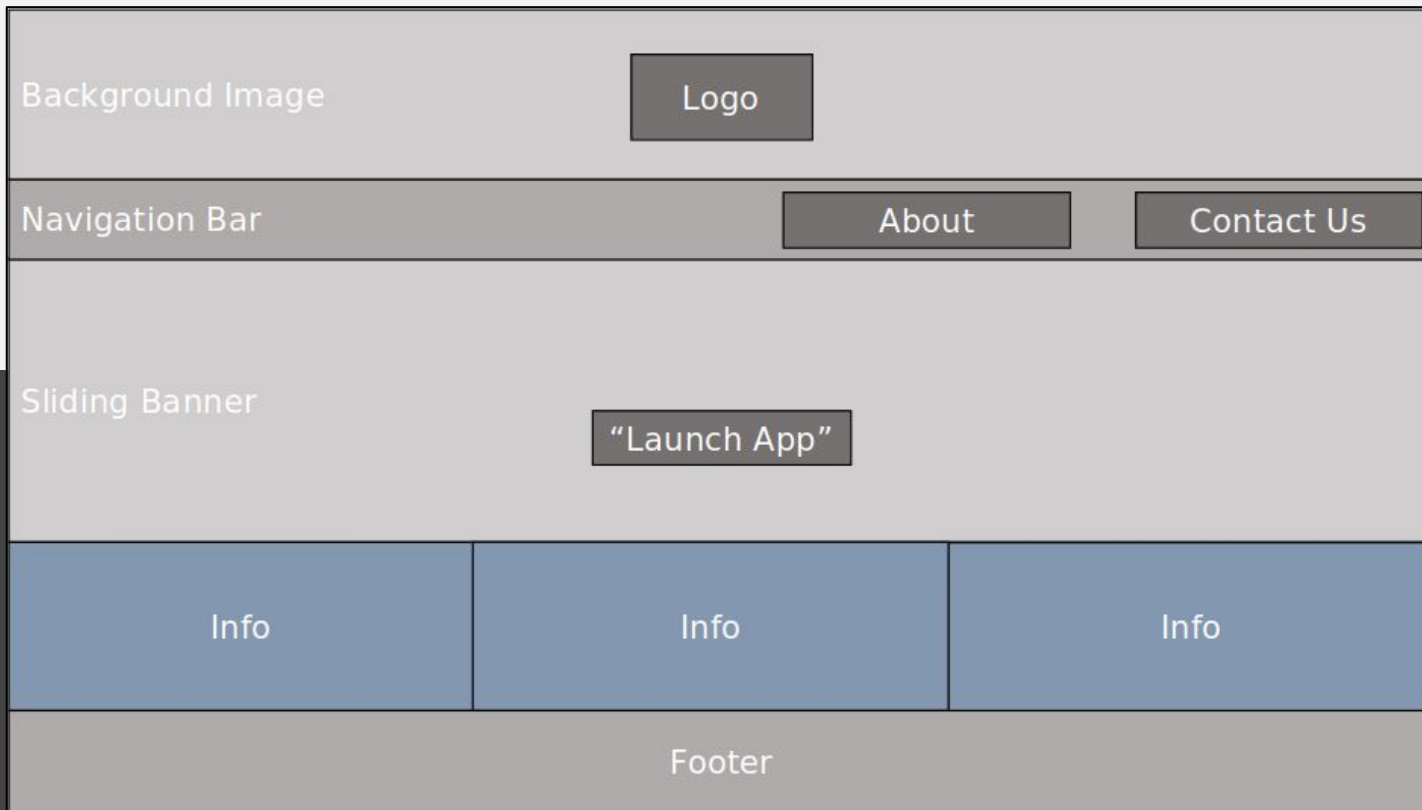 Background Image
Logo
Navigation Bar
About
Contact Us
Sliding Banner
“Launch App”
Info
Info
Info
Footer